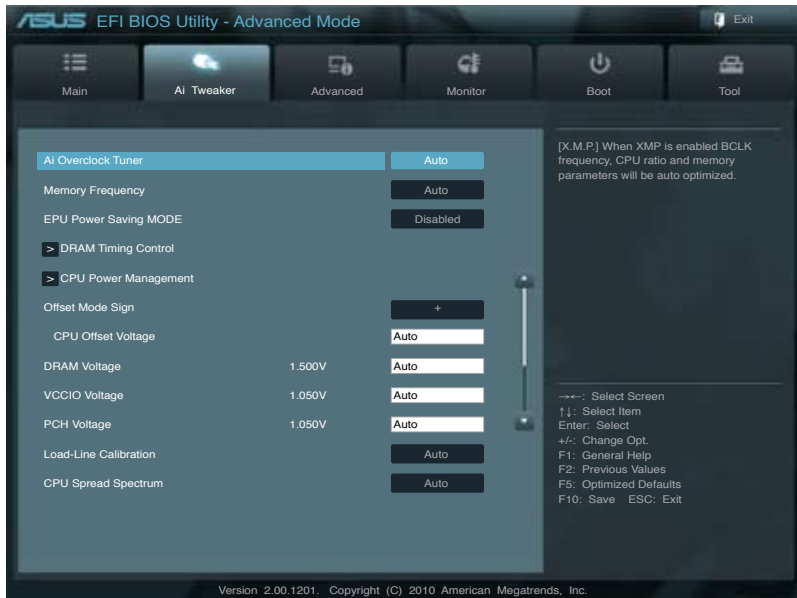 ASUS EFI BIOS Utility - Advanced Mode
Exit
Main
Ai Tweaker
Advanced
Monitor
Boot
Tool
Ai Overclock Tuner Auto
Memory Frequency Auto
EPU Power Saving MODE Disabled
> DRAM Timing Control
> CPU Power Management
Offset Mode Sign +
CPU Offset Voltage Auto
DRAM Voltage 1.500V Auto
VCCIO Voltage 1.050V Auto
PCH Voltage 1.050V Auto
Load-Line Calibration Auto
CPU Spread Spectrum Auto
[X.M.P.] When XMP is enabled BCLK
frequency, CPU ratio and memory
parameters will be auto optimized.
→←: Select Screen
↑↓: Select Item
Enter: Select
+/-: Change Opt.
F1: General Help
F2: Previous Values
F5: Optimized Defaults
F10: Save ESC: Exit
Version 2.00.1201. Copyright (C) 2010 American Megatrends, Inc.